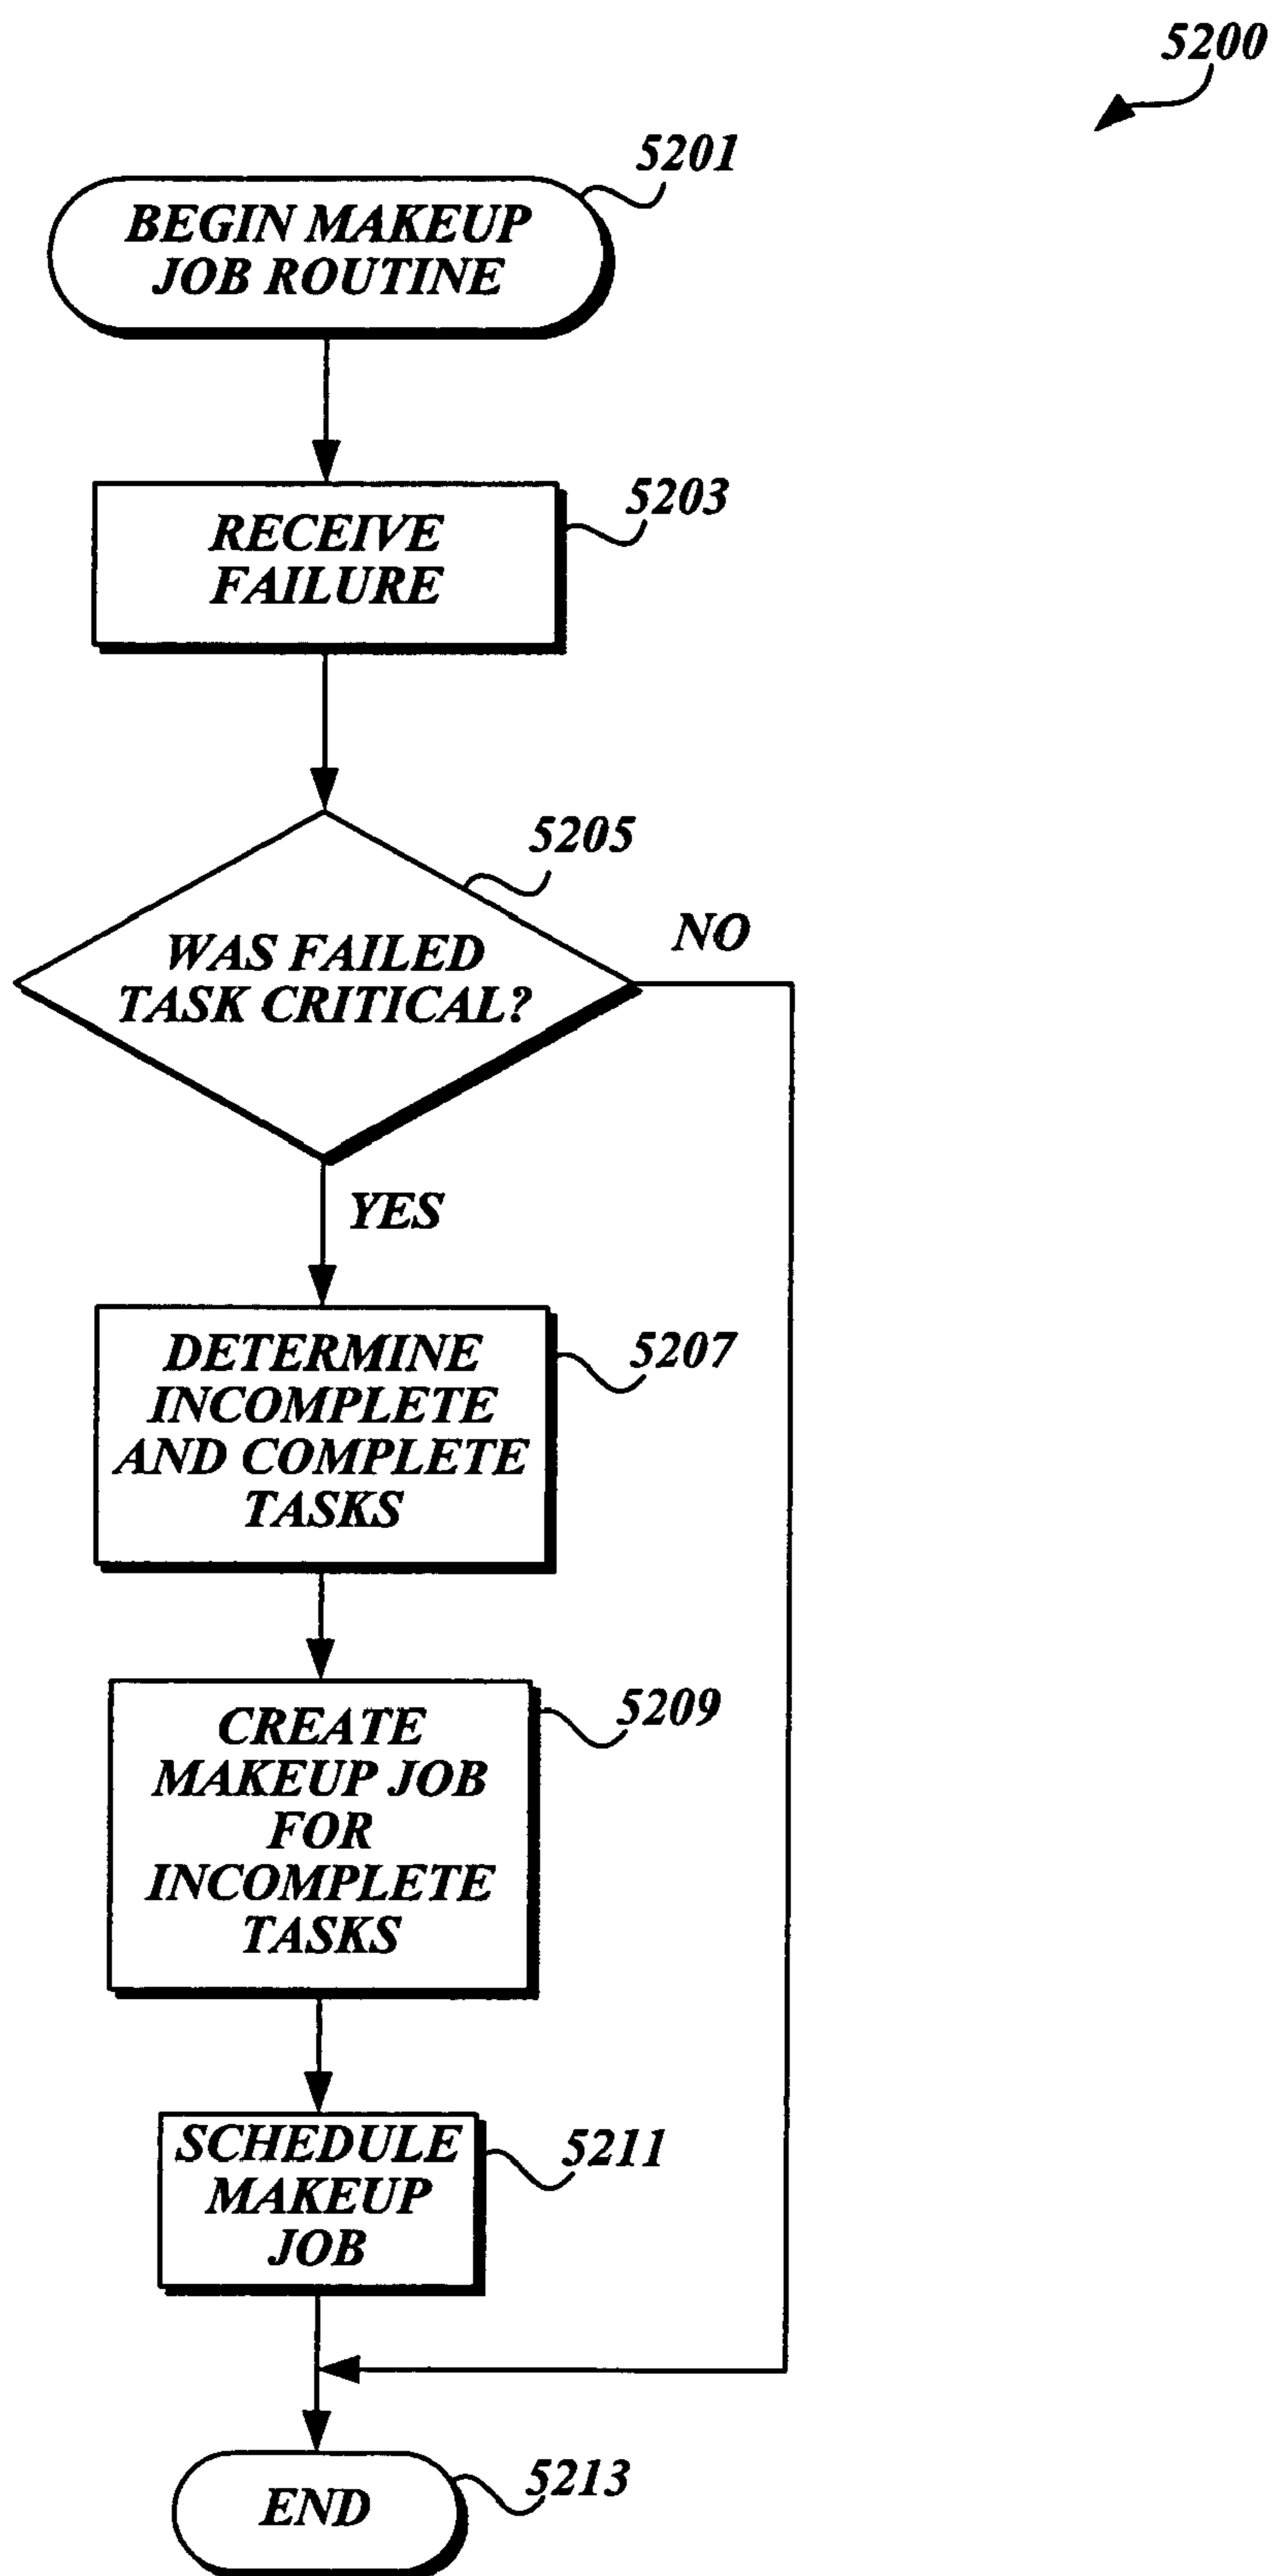 5200
5201
BEGIN MAKEUP
JOB ROUTINE
5203
RECEIVE
FAILURE
5205
WAS FAILED
TASK CRITICAL?
NO
YES
5207
DETERMINE
INCOMPLETE
AND COMPLETE
TASKS
5209
CREATE
MAKEUP JOB
FOR
INCOMPLETE
TASKS
5211
SCHEDULE
MAKEUP
JOB
5213
END